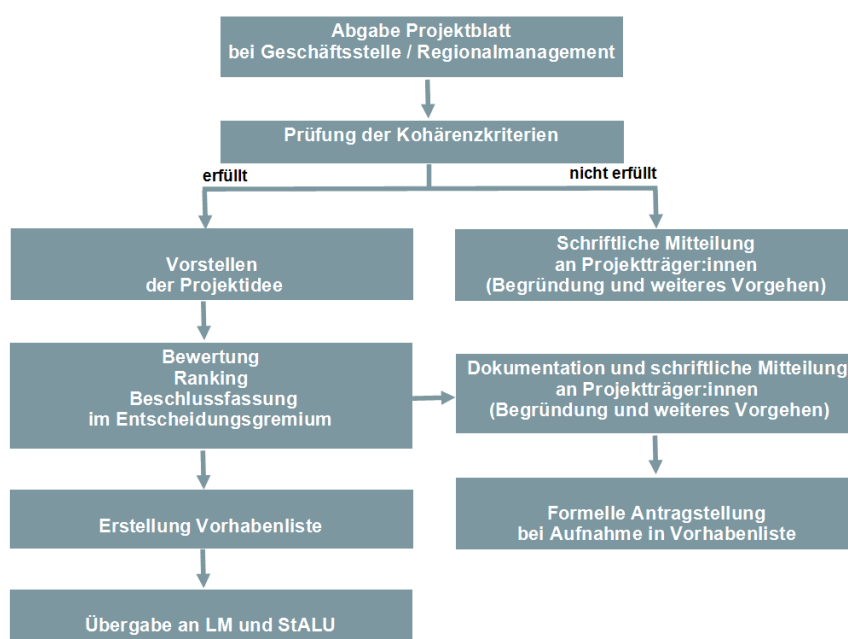 Abgabe Projektblatt
bei Geschäftsstelle / Regionalmanagement
Prüfung der Kohärenzkriterien
erfüllt
nicht erfüllt
Vorstellen
der Projektidee
Schriftliche Mitteilung
an Projektträger:innen
(Begründung und weiteres Vorgehen)
Bewertung
Ranking
Beschlussfassung
im Entscheidungsgremium
Dokumentation und schriftliche Mitteilung
an Projektträger:innen
(Begründung und weiteres Vorgehen)
Erstellung Vorhabenliste
Formelle Antragstellung
bei Aufnahme in Vorhabenliste
Übergabe an LM und StALU